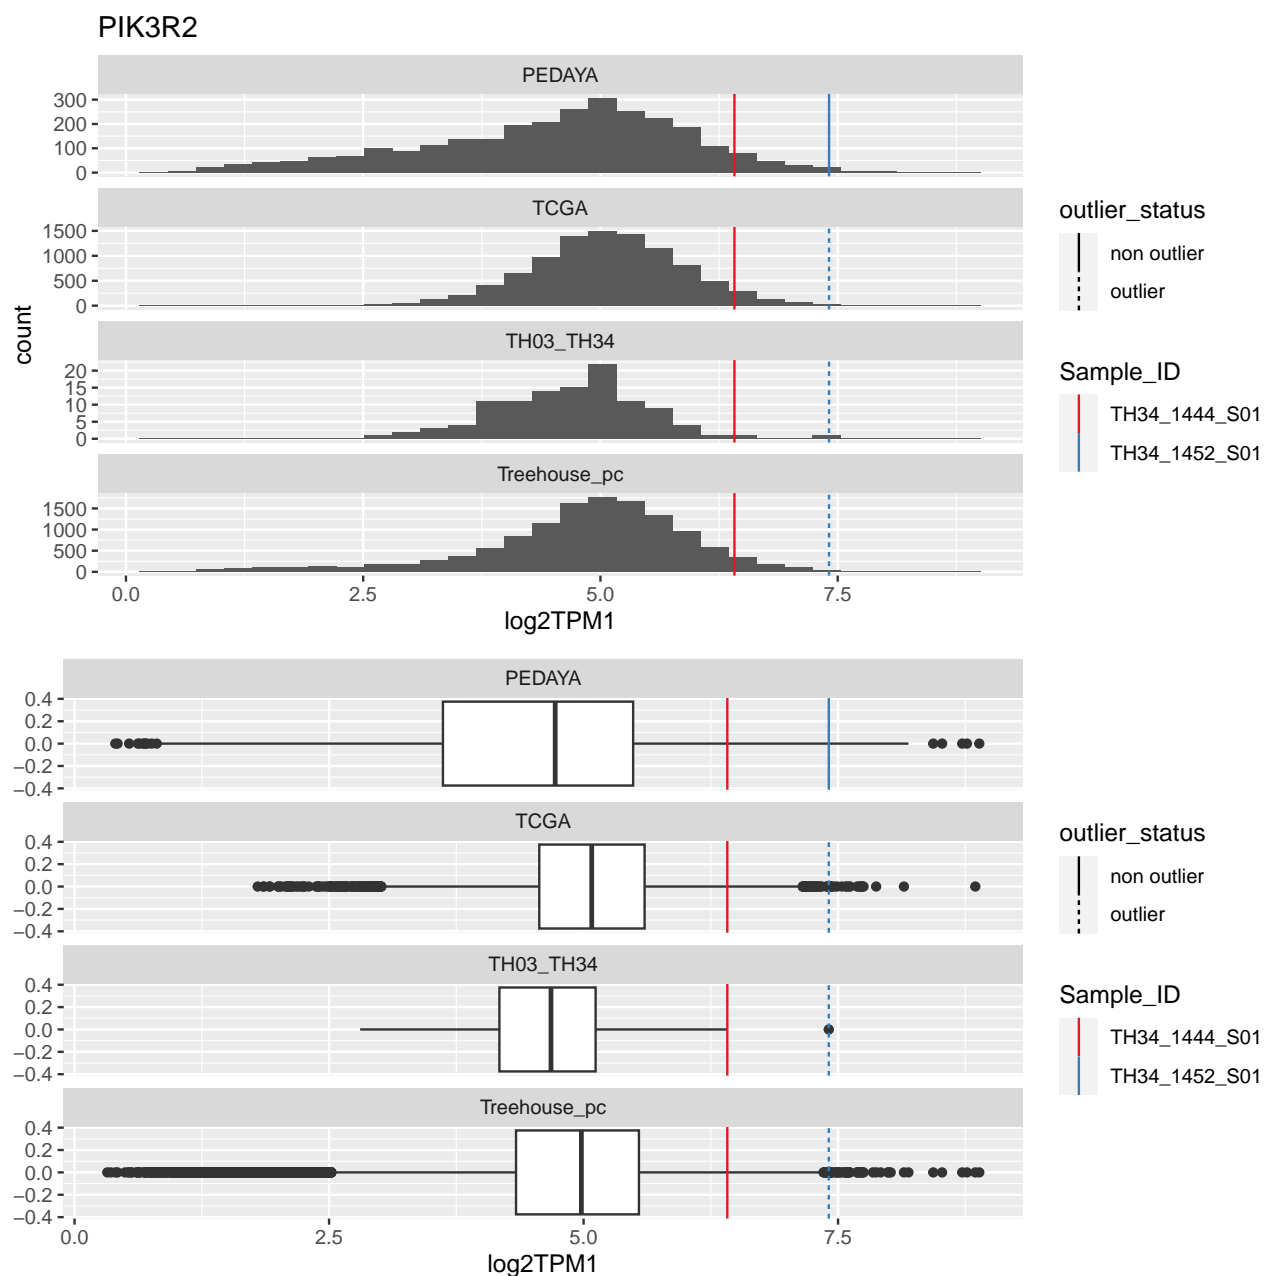 PIK3R2
PEDAYA
300
200
100
0
TCGA
1500
1000
500
0
TH03_TH34
20
15
10
5
0
Treehouse_pc
1500
1000
500
0
0.0 2.5 5.0 7.5
log2TPM1
count
outlier_status
non outlier
outlier
Sample_ID
TH34_1444_S01
TH34_1452_S01
PEDAYA
0.4
0.2
0.0
−0.2
−0.4
TCGA
0.4
0.2
0.0
−0.2
−0.4
TH03_TH34
0.4
0.2
0.0
−0.2
−0.4
Treehouse_pc
0.4
0.2
0.0
−0.2
−0.4
0.0 2.5 5.0 7.5
log2TPM1
outlier_status
non outlier
outlier
Sample_ID
TH34_1444_S01
TH34_1452_S01